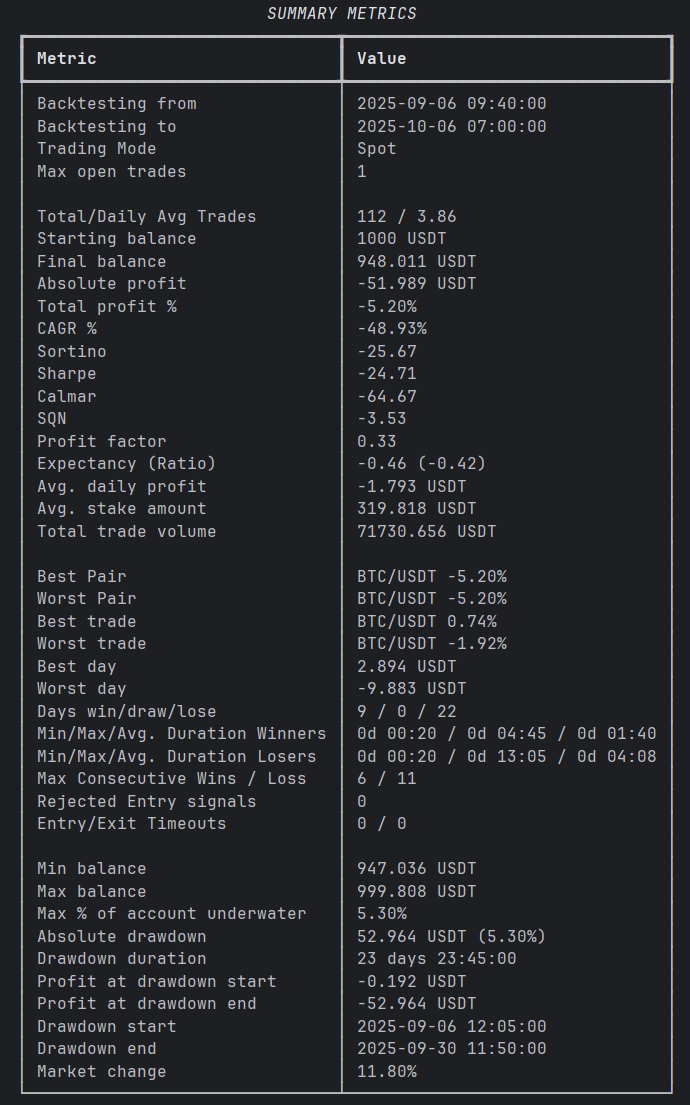 SUMMARY METRICS
Metric Value
Backtesting from 2025-09-06 09:40:00
Backtesting to 2025-10-06 07:00:00
Trading Mode Spot
Max open trades 1
Total/Daily Avg Trades 112 / 3.86
Starting balance 1000 USDT
Final balance 948.011 USDT
Absolute profit -51.989 USDT
Total profit % -5.20%
CAGR % -48.93%
Sortino -25.67
Sharpe -24.71
Calmar -64.67
SQN -3.53
Profit factor 0.33
Expectancy (Ratio) -0.46 (-0.42)
Avg. daily profit -1.793 USDT
Avg. stake amount 319.818 USDT
Total trade volume 71730.656 USDT
Best Pair BTC/USDT -5.20%
Worst Pair BTC/USDT -5.20%
Best trade BTC/USDT 0.74%
Worst trade BTC/USDT -1.92%
Best day 2.894 USDT
Worst day -9.883 USDT
Days win/draw/lose 9 / 0 / 22
Min/Max/Avg. Duration Winners 0d 00:20 / 0d 04:45 / 0d 01:40
Min/Max/Avg. Duration Losers 0d 00:20 / 0d 13:05 / 0d 04:08
Max Consecutive Wins / Loss 6 / 11
Rejected Entry signals 0
Entry/Exit Timeouts 0 / 0
Min balance 947.036 USDT
Max balance 999.808 USDT
Max % of account underwater 5.30%
Absolute drawdown 52.964 USDT (5.30%)
Drawdown duration 23 days 23:45:00
Profit at drawdown start -0.192 USDT
Profit at drawdown end -52.964 USDT
Drawdown start 2025-09-06 12:05:00
Drawdown end 2025-09-30 11:50:00
Market change 11.80%